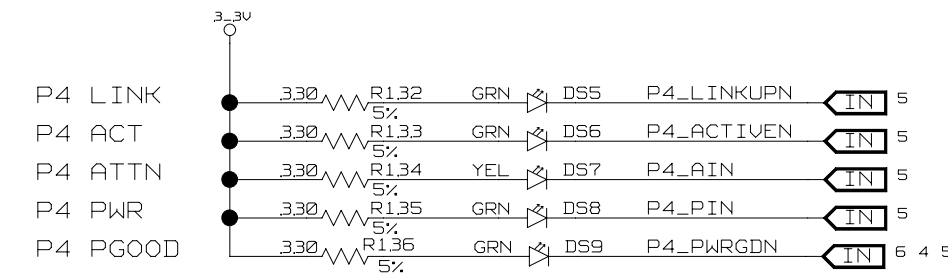 3_3V
P4 LINK 330 R132 5% GRN DS5 P4_LINKUPN IN 5
P4 ACT 330 R133 5% GRN DS6 P4_ACTIVEN IN 5
P4 ATTN 330 R134 5% YEL DS7 P4_AIN IN 5
P4 PWR 330 R135 5% GRN DS8 P4_PIN IN 5
P4 PGOOD 330 R136 5% GRN DS9 P4_PWRGDN IN 6 4 5